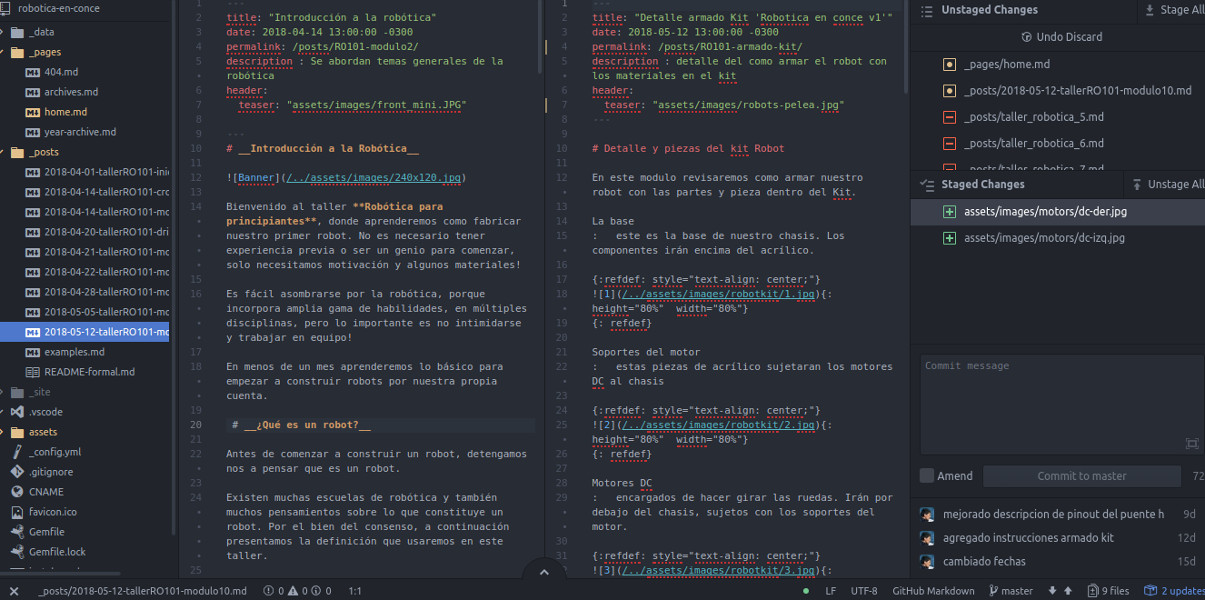 robotica-en-conce
_data
_pages
404.md
archives.md
home.md
year-archive.md
_posts
2018-04-01-tallerRO101-inic
2018-04-14-tallerRO101-crc
2018-04-14-tallerRO101-mc
2018-04-20-tallerRO101-dri
2018-04-21-tallerRO101-mc
2018-04-22-tallerRO101-mc
2018-04-28-tallerRO101-mc
2018-05-05-tallerRO101-mc
2018-05-12-tallerRO101-mc
examples.md
README-formal.md
_site
.vscode
assets
_config.yml
.gitignore
CNAME
favicon.ico
Gemfile
Gemfile.lock
1 ---
2 title: "Introducción a la robótica"
3 date: 2018-04-14 13:00:00 -0300
4 permalink: /posts/RO101-modulo2/
5 description : Se abordan temas generales de la
• robótica
6 header:
7 teaser: "assets/images/front_mini.JPG"
8
9 ---
10 # __Introducción a la Robótica__
11
12 ![Banner](/../assets/images/240x120.jpg)
13
14 Bienvenido al taller **Robótica para
• principiantes**, donde aprenderemos como fabricar
• nuestro primer robot. No es necesario tener
• experiencia previa o ser un genio para comenzar,
• solo necesitamos motivación y algunos materiales!
15
16 Es fácil asombrarse por la robótica, porque
• incorpora amplia gama de habilidades, en múltiples
• disciplinas, pero lo importante es no intimidarse
• y trabajar en equipo!
17
18 En menos de un mes aprenderemos lo básico para
• empezar a construir robots por nuestra propia
• cuenta.
19
20 # __¿Qué es un robot?__
21
22 Antes de comenzar a construir un robot, detengamos
• nos a pensar que es un robot.
23
24 Existen muchas escuelas de robótica y también
• muchos pensamientos sobre lo que constituye un
• robot. Por el bien del consenso, a continuación
• presentamos la definición que usaremos en este
• taller.
25
1 ---
2 title: "Detalle armado Kit 'Robotica en conce v1'"
3 date: 2018-05-12 13:00:00 -0300
4 permalink: /posts/RO101-armado-kit/
5 description : detalle del como armar el robot con
• los materiales en el kit
6 header:
7 teaser: "assets/images/robots-pelea.jpg"
8 ---
9
10 # Detalle y piezas del kit Robot
11
12 En este modulo revisaremos como armar nuestro
• robot con las partes y pieza dentro del Kit.
13
14 La base
15 : este es la base de nuestro chasis. Los
• componentes irán encima del acrílico.
16
17 {:refdef: style="text-align: center;"}
18 ![1](/../assets/images/robotkit/1.jpg){:
• height="80%" width="80%"}
19 {: refdef}
20
21 Soportes del motor
22 : estas piezas de acrílico sujetaran los motores
• DC al chasis
23
24 {:refdef: style="text-align: center;"}
25 ![2](/../assets/images/robotkit/2.jpg){:
• height="80%" width="80%"}
26 {: refdef}
27
28 Motores DC
29 : encargados de hacer girar las ruedas. Irán por
• debajo del chasis, sujetos con los soportes del
• motor.
30
31 {:refdef: style="text-align: center;"}
![3](/../assets/images/robotkit/3.jpg){:
Unstaged Changes
Stage All
Undo Discard
_pages/home.md
_posts/2018-05-12-tallerRO101-modulo10.md
_posts/taller_robotica_5.md
_posts/taller_robotica_6.md
_posts/taller_robotica_7.md
Staged Changes
Unstage All
assets/images/motors/dc-der.jpg
assets/images/motors/dc-izq.jpg
Commit message
Amend
Commit to master
72
mejorado descripcion de pinout del puente h 9d
agregado instrucciones armado kit 12d
cambiado fechas 15d
_posts/2018-05-12-tallerRO101-modulo10.md 0 0 0 1:1
LF UTF-8 GitHub Markdown master 9 files 2 updates